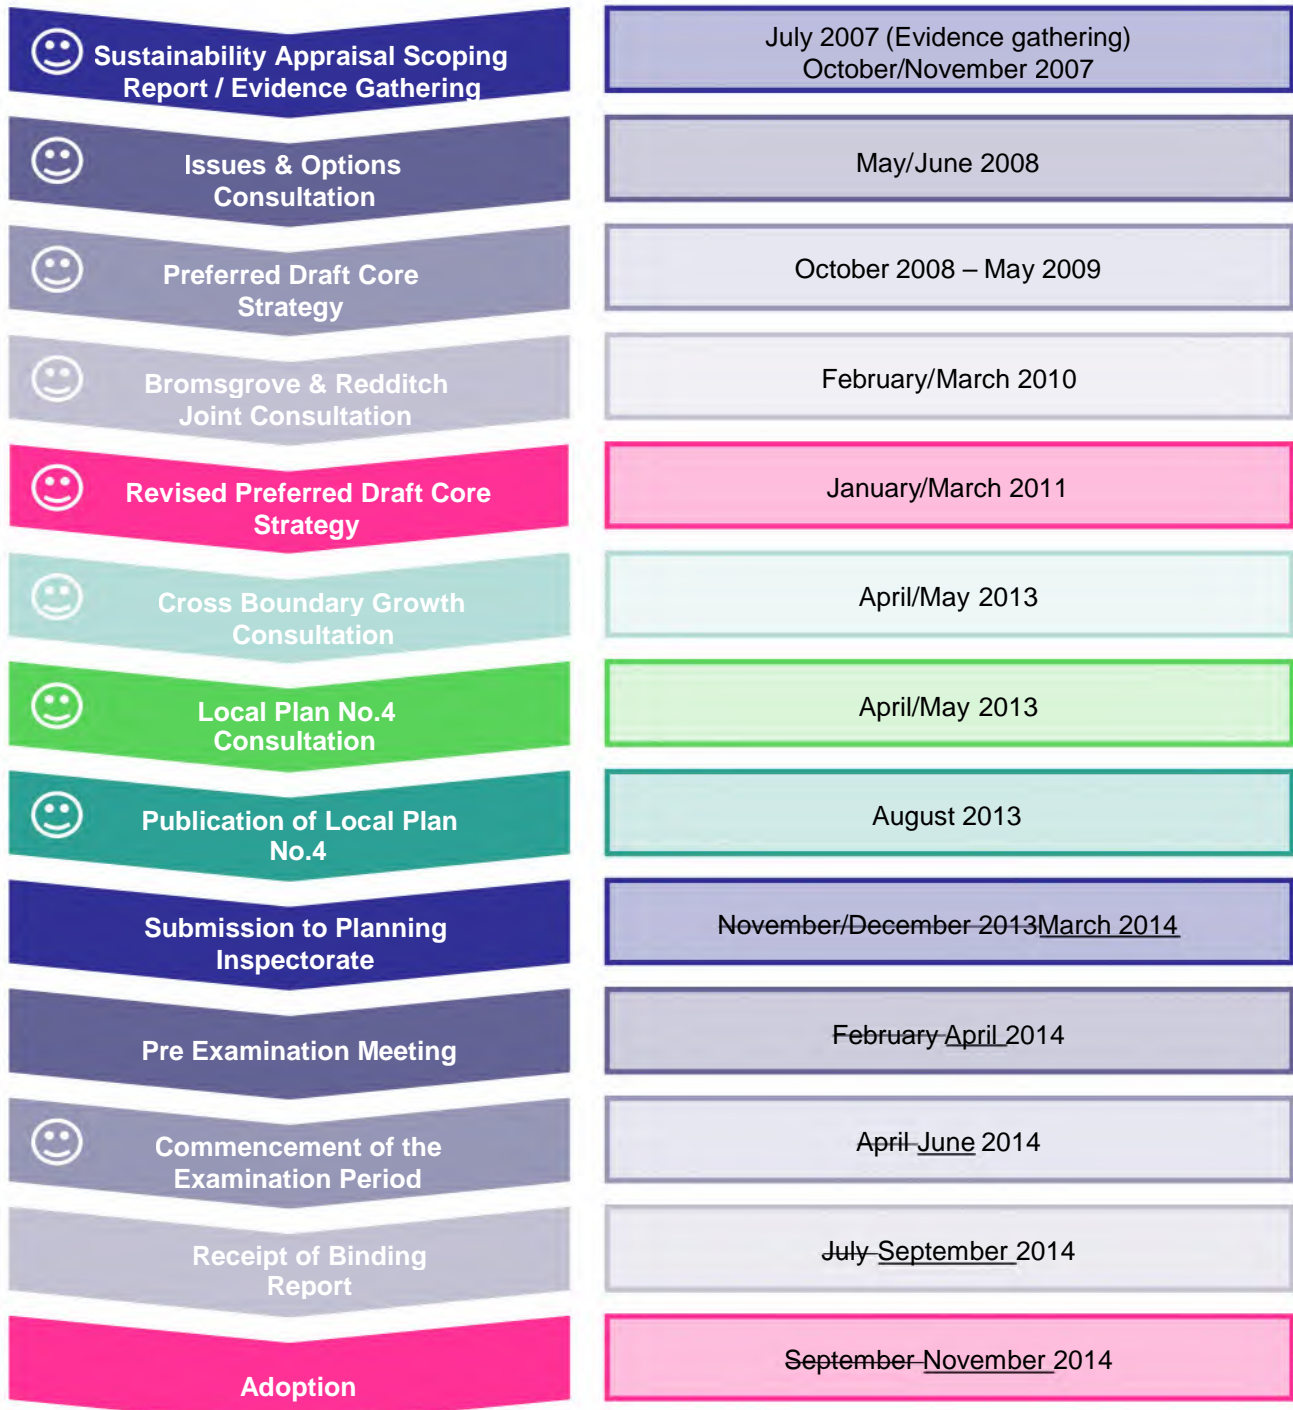 Sustainability Appraisal Scoping
Report / Evidence Gathering
July 2007 (Evidence gathering)
October/November 2007
Issues & Options
Consultation
May/June 2008
Preferred Draft Core
Strategy
October 2008 – May 2009
Bromsgrove & Redditch
Joint Consultation
February/March 2010
Revised Preferred Draft Core
Strategy
January/March 2011
Cross Boundary Growth
Consultation
April/May 2013
Local Plan No.4
Consultation
April/May 2013
Publication of Local Plan
No.4
August 2013
Submission to Planning
Inspectorate
November/December 2013March 2014
Pre Examination Meeting
February April 2014
Commencement of the
Examination Period
April June 2014
Receipt of Binding
Report
July September 2014
Adoption
September November 2014